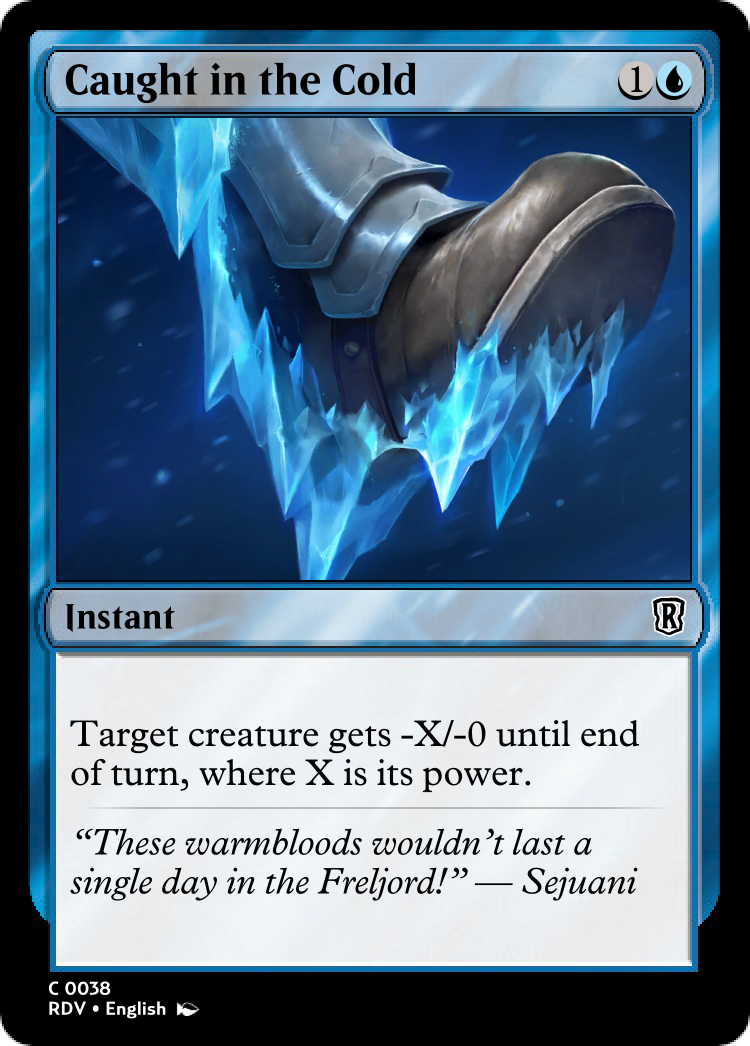 Caught in the Cold 1
Instant R
Target creature gets -X/-0 until end
of turn, where X is its power.
“These warmbloods wouldn’t last a
single day in the Freljord!” — Sejuani
C 0038
RDV • English